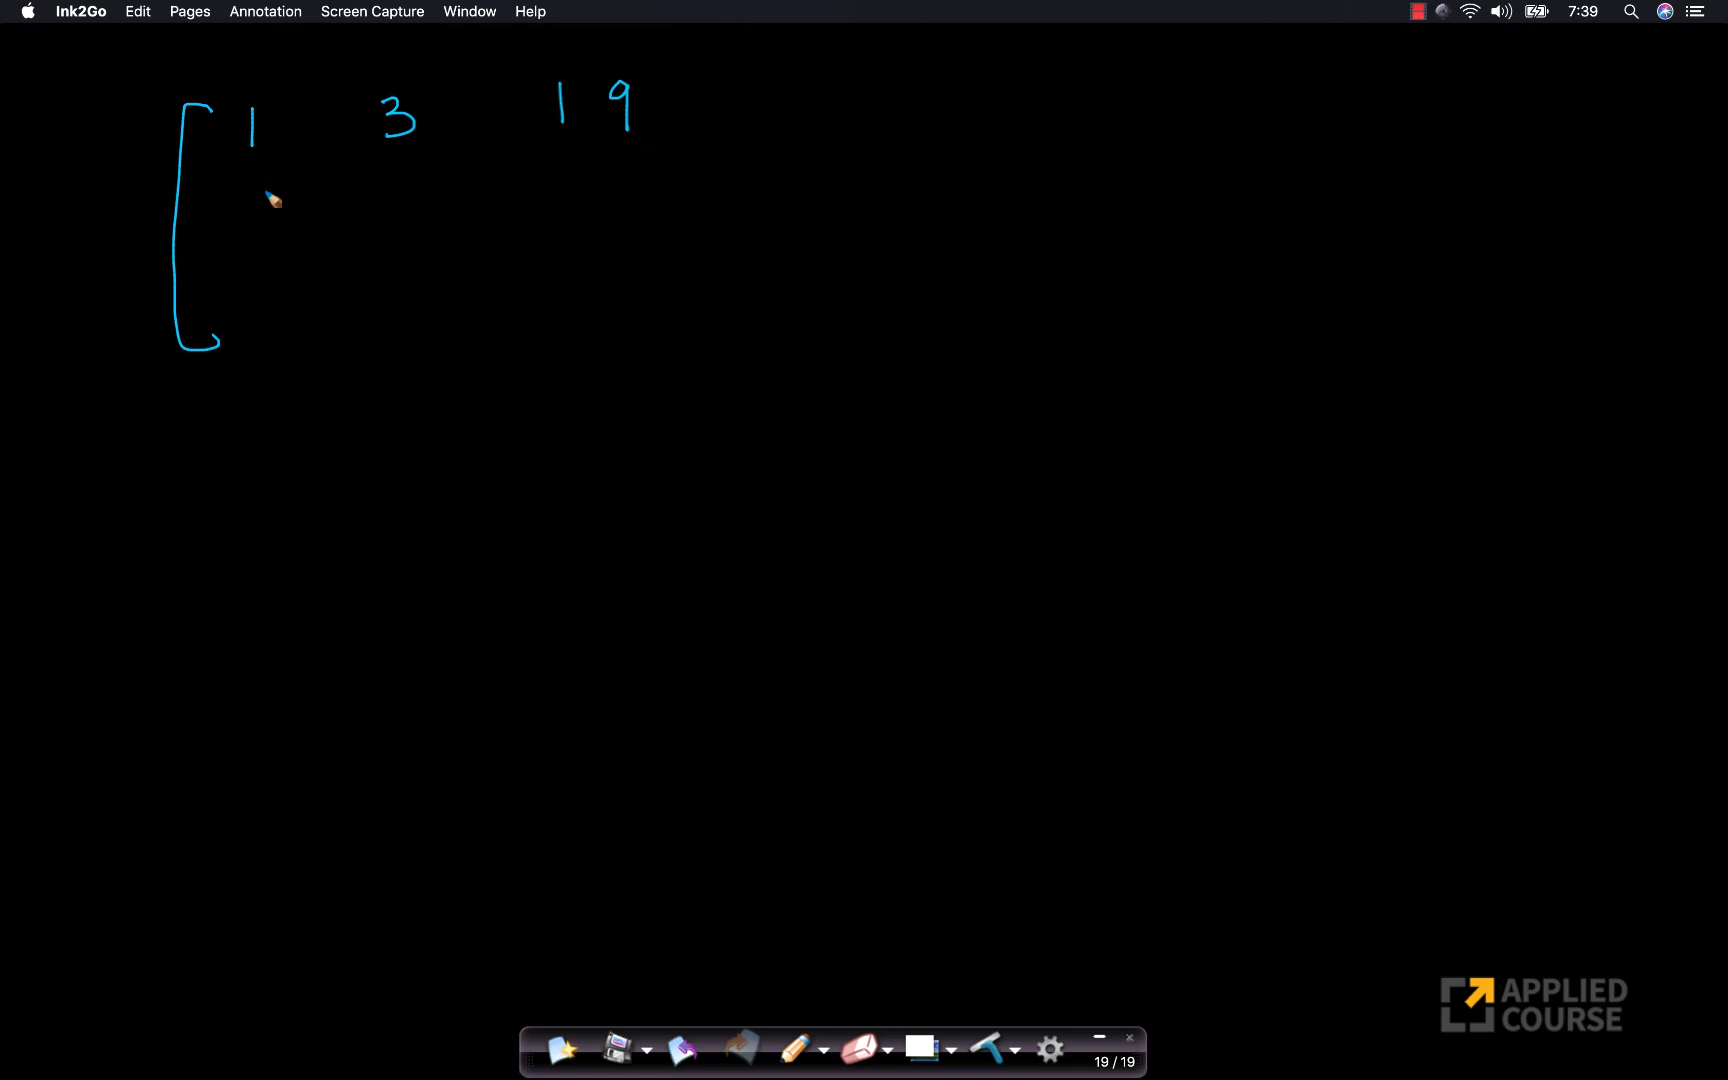 Ink2Go Edit Pages Annotation Screen Capture Window Help 7:39
[ 1 3 1 9
APPLIED
COURSE
19 / 19